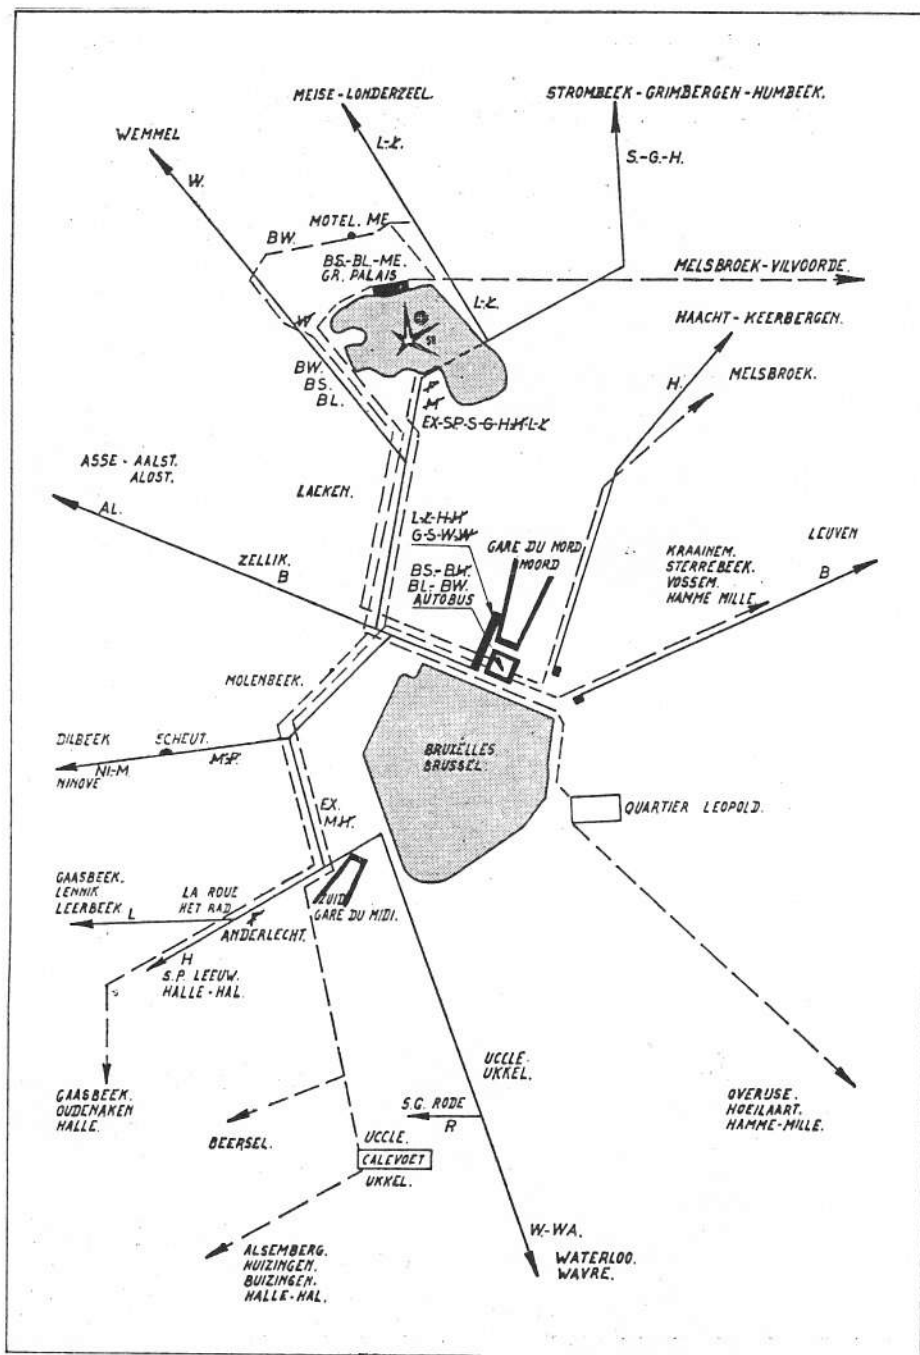 MEISE-LONDERZEEL.
STROMBEEK-GRIMBERGEN-HUMBEEK.
WEMMEL
L-Ł.
S.-G.-H.
W.
MOTEL. ME.
BW.
BS.-BL.-ME.
GR. PALAIS
MELSBROEK-VILVOORDE.
L-Ł.
HAACHT-KEERBERGEN.
W
BW.
BS.
BL.
H.
MELSBROEK.
F
M
EX-S.P.-S-G-H-M-L-Ł
ASSE-AALST.
ALOST.
LAEKEN.
AL.
L-Ł-H-H
G-S-W-W
GARE DU NORD
NOORD
LEUVEN
KRAAINEM.
STERREBEEK.
VOSSEM.
HAMME MILLE
B
ZELLIK.
B
BS.-BM.
BL-BW.
AUTOBUS
MOLENBEEK.
DILBEEK
SCHEUT.
NI.-M
NINOVE
M-P.
BRUXELLES
BRUSSEL.
EX.
M.H.
QUARTIER LEOPOLD.
GAASBEEK.
LENNIK
LEERBEEK.
L
LA ROUE
HET RAD
ZUID
GARE DU MIDI.
F
ANDERLECHT.
H
S.P. LEEUW.
HALLE-HAL.
GAASBEEK.
OUDENAKEN
HALLE.
UCCLE-
UKKEL.
S.G. RODE
R
OVERIJSE.
HOEILAART.
HAMME-MILLE.
BEERSEL.
UCCLE.
CALEVOET
UKKEL.
W.-WA.
ALSEMBERG.
HUIZINGEN.
BUIZINGEN.
HALLE-HAL.
WATERLOO.
WAVRE.